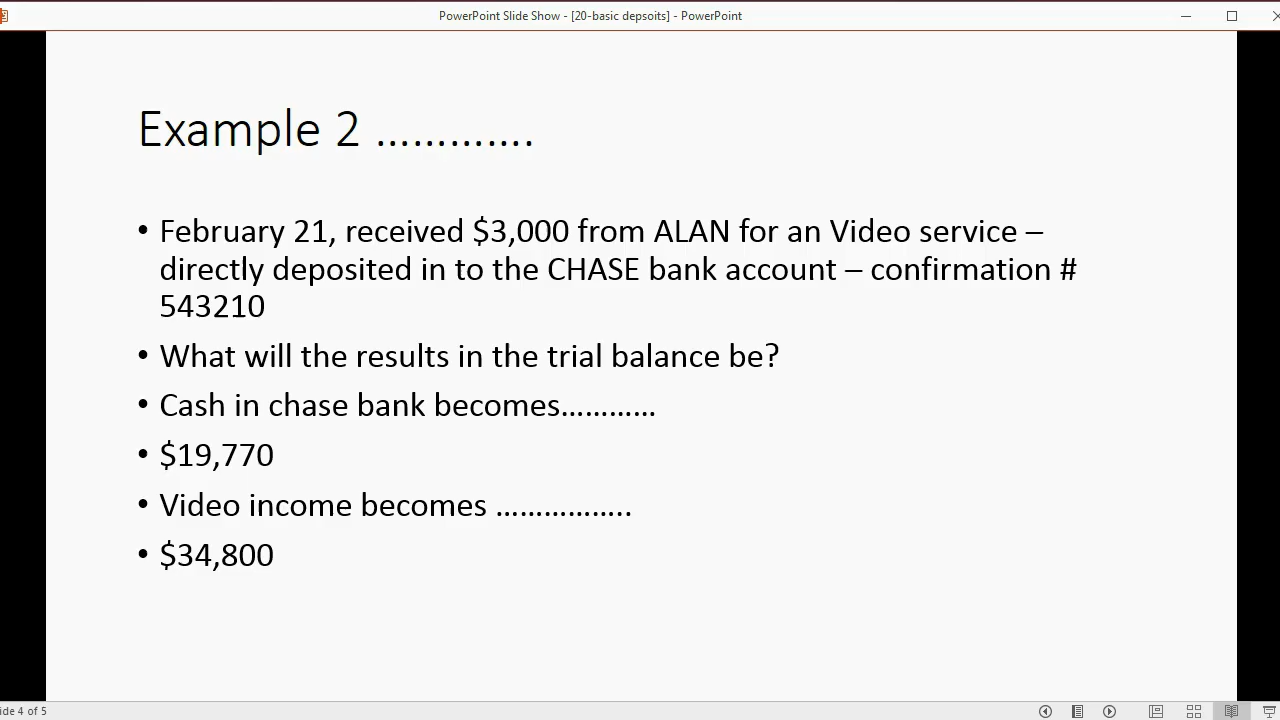 PowerPoint Slide Show - [20-basic depsoits] - PowerPoint
Example 2 ………….
• February 21, received $3,000 from ALAN for an Video service –
directly deposited in to the CHASE bank account – confirmation #
543210
• What will the results in the trial balance be?
• Cash in chase bank becomes…………
• $19,770
• Video income becomes ……………..
• $34,800
ide 4 of 5